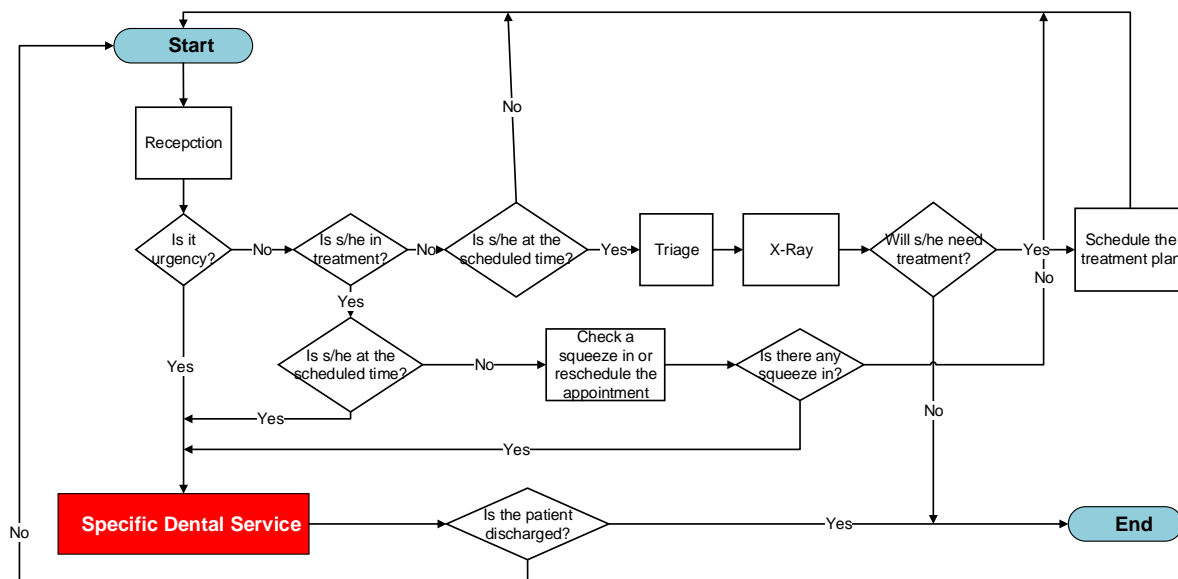 Start
No
Recepction
Is it
urgency?
No
Is s/he in
treatment?
No
Is s/he at the
scheduled time?
Yes
Triage
X-Ray
Will s/he need
treatment?
Yes
Schedule the
treatment plan
No
Yes
Yes
Is s/he at the
scheduled time?
No
Check a
squeeze in or
reschedule the
appointment
Is there any
squeeze in?
No
Yes
Yes
Specific Dental Service
Is the patient
discharged?
Yes
End
No